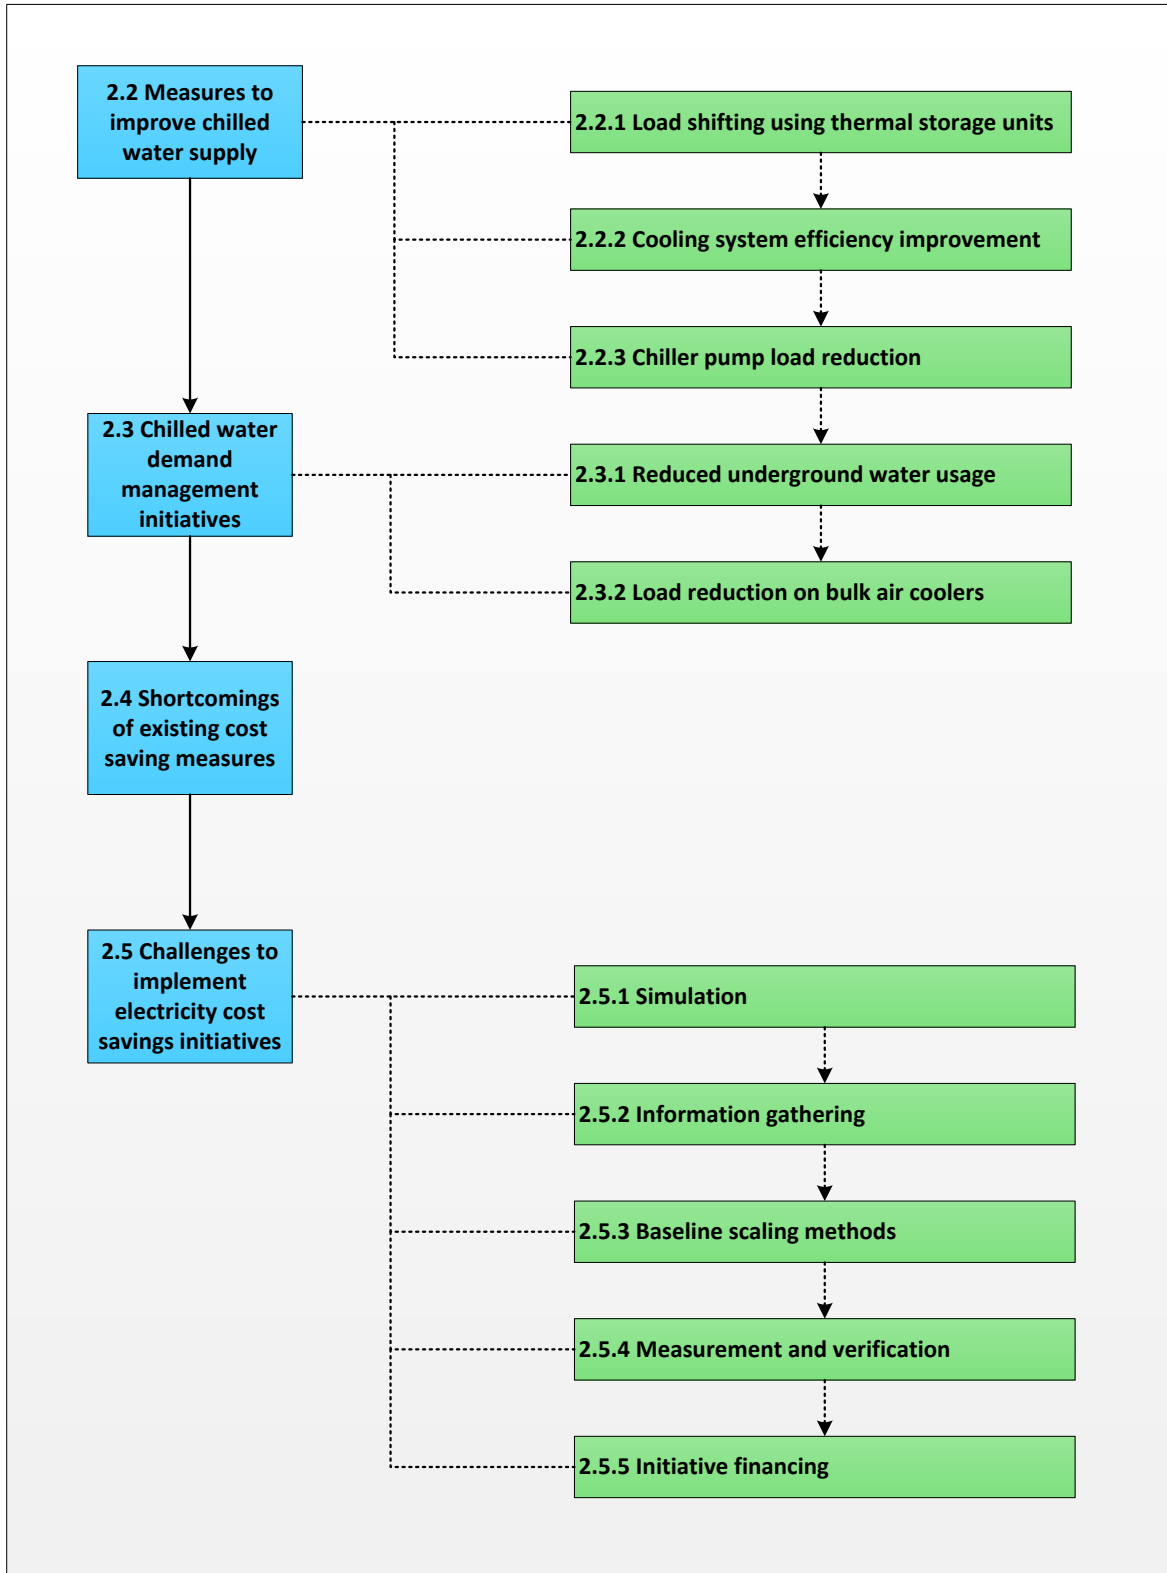 2.2 Measures to
improve chilled
water supply
2.2.1 Load shifting using thermal storage units
2.2.2 Cooling system efficiency improvement
2.2.3 Chiller pump load reduction
2.3 Chilled water
demand
management
initiatives
2.3.1 Reduced underground water usage
2.3.2 Load reduction on bulk air coolers
2.4 Shortcomings
of existing cost
saving measures
2.5 Challenges to
implement
electricity cost
savings initiatives
2.5.1 Simulation
2.5.2 Information gathering
2.5.3 Baseline scaling methods
2.5.4 Measurement and verification
2.5.5 Initiative financing